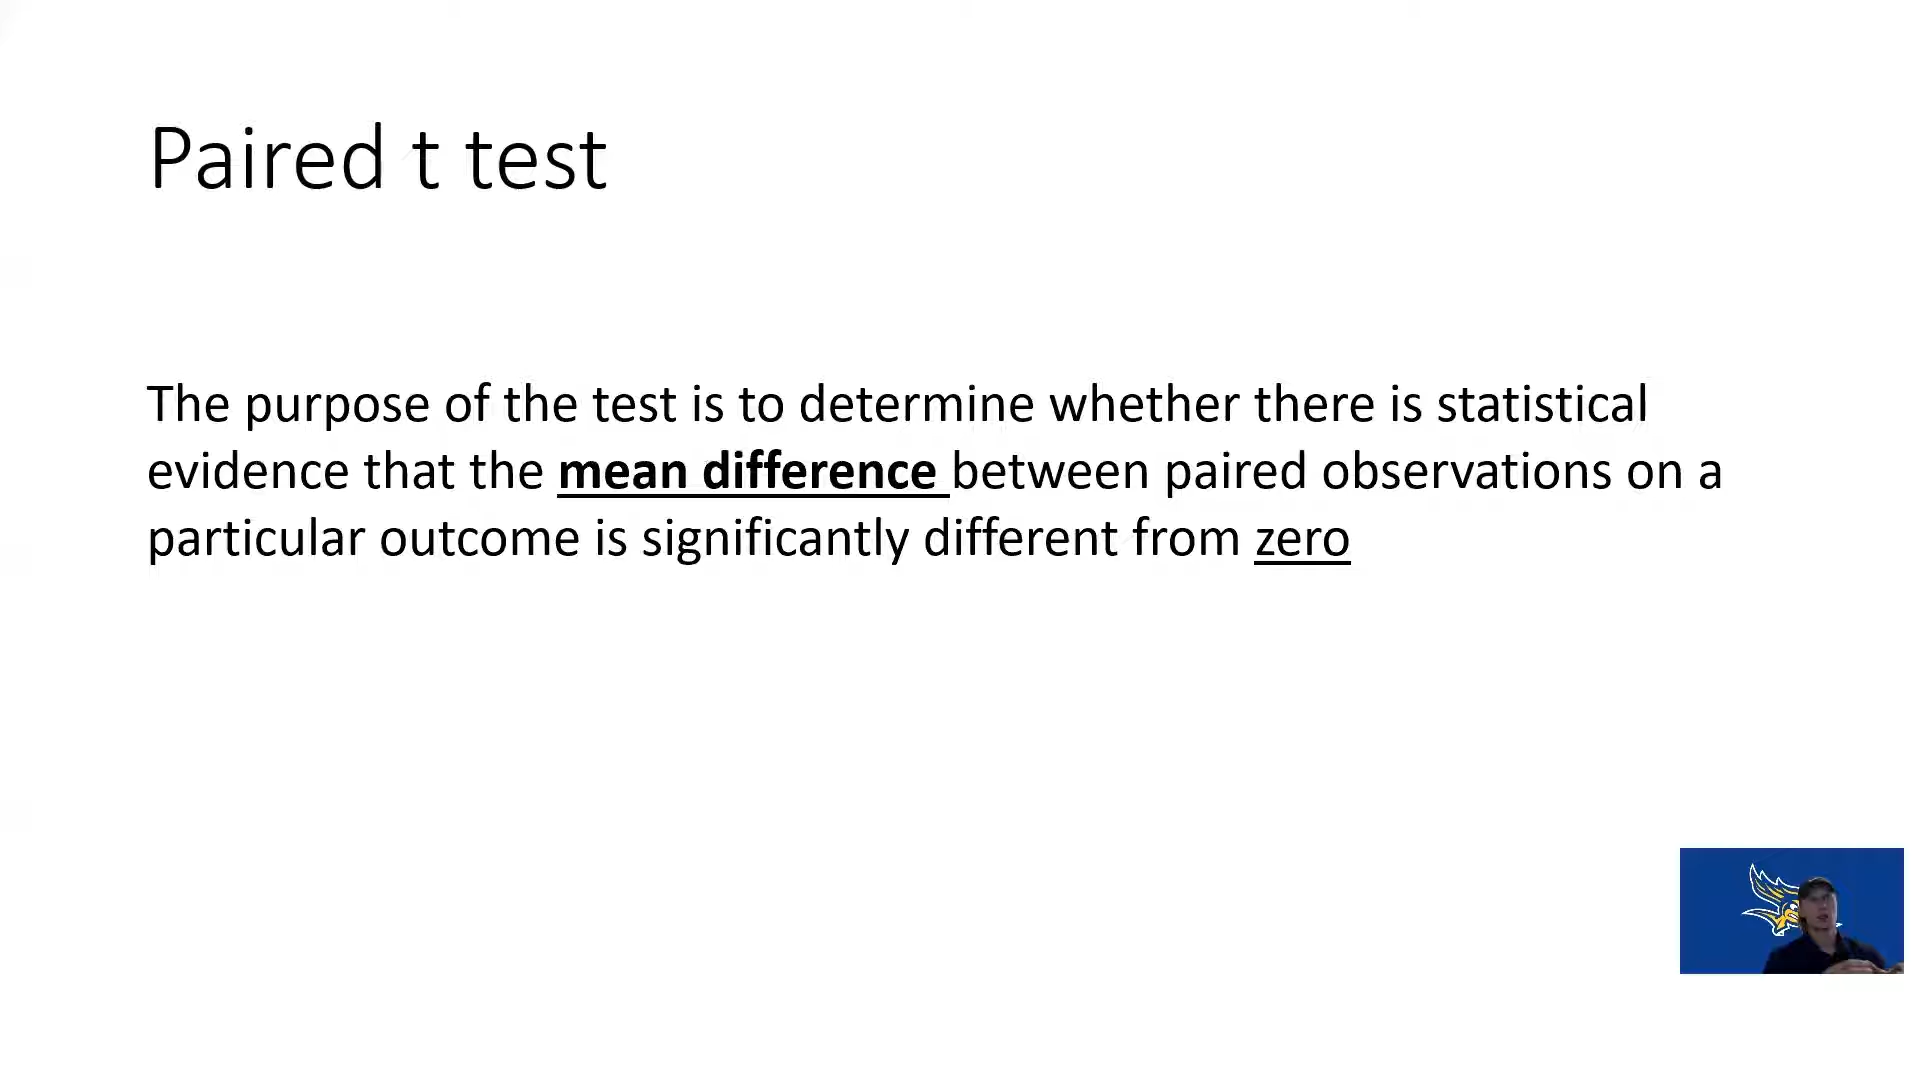 Paired t test
The purpose of the test is to determine whether there is statistical
evidence that the mean difference between paired observations on a
particular outcome is significantly different from zero